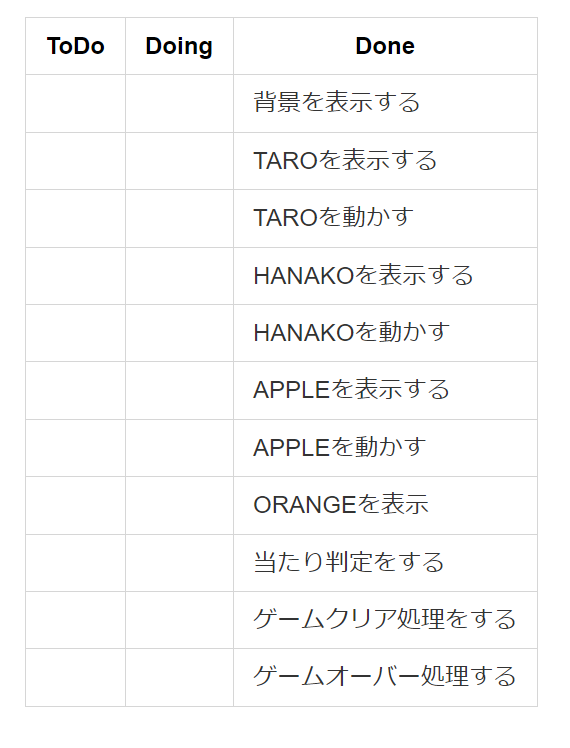 ToDo Doing Done
背景を表示する
TAROを表示する
TAROを動かす
HANAKOを表示する
HANAKOを動かす
APPLEを表示する
APPLEを動かす
ORANGEを表示
当たり判定をする
ゲームクリア処理をする
ゲームオーバー処理する